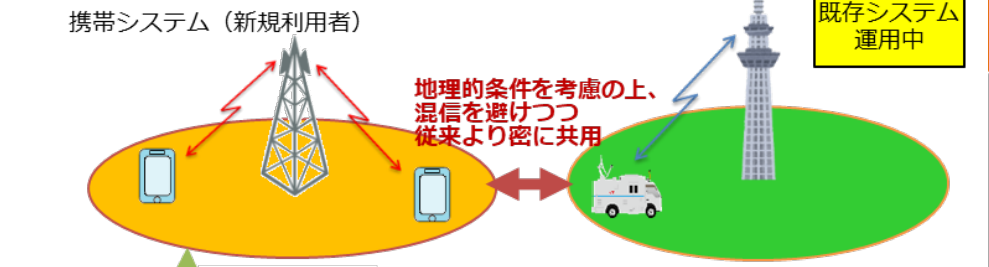 携帯システム（新規利用者）
既存システム
運用中
地理的条件を考慮の上、
混信を避けつつ
従来より密に共用